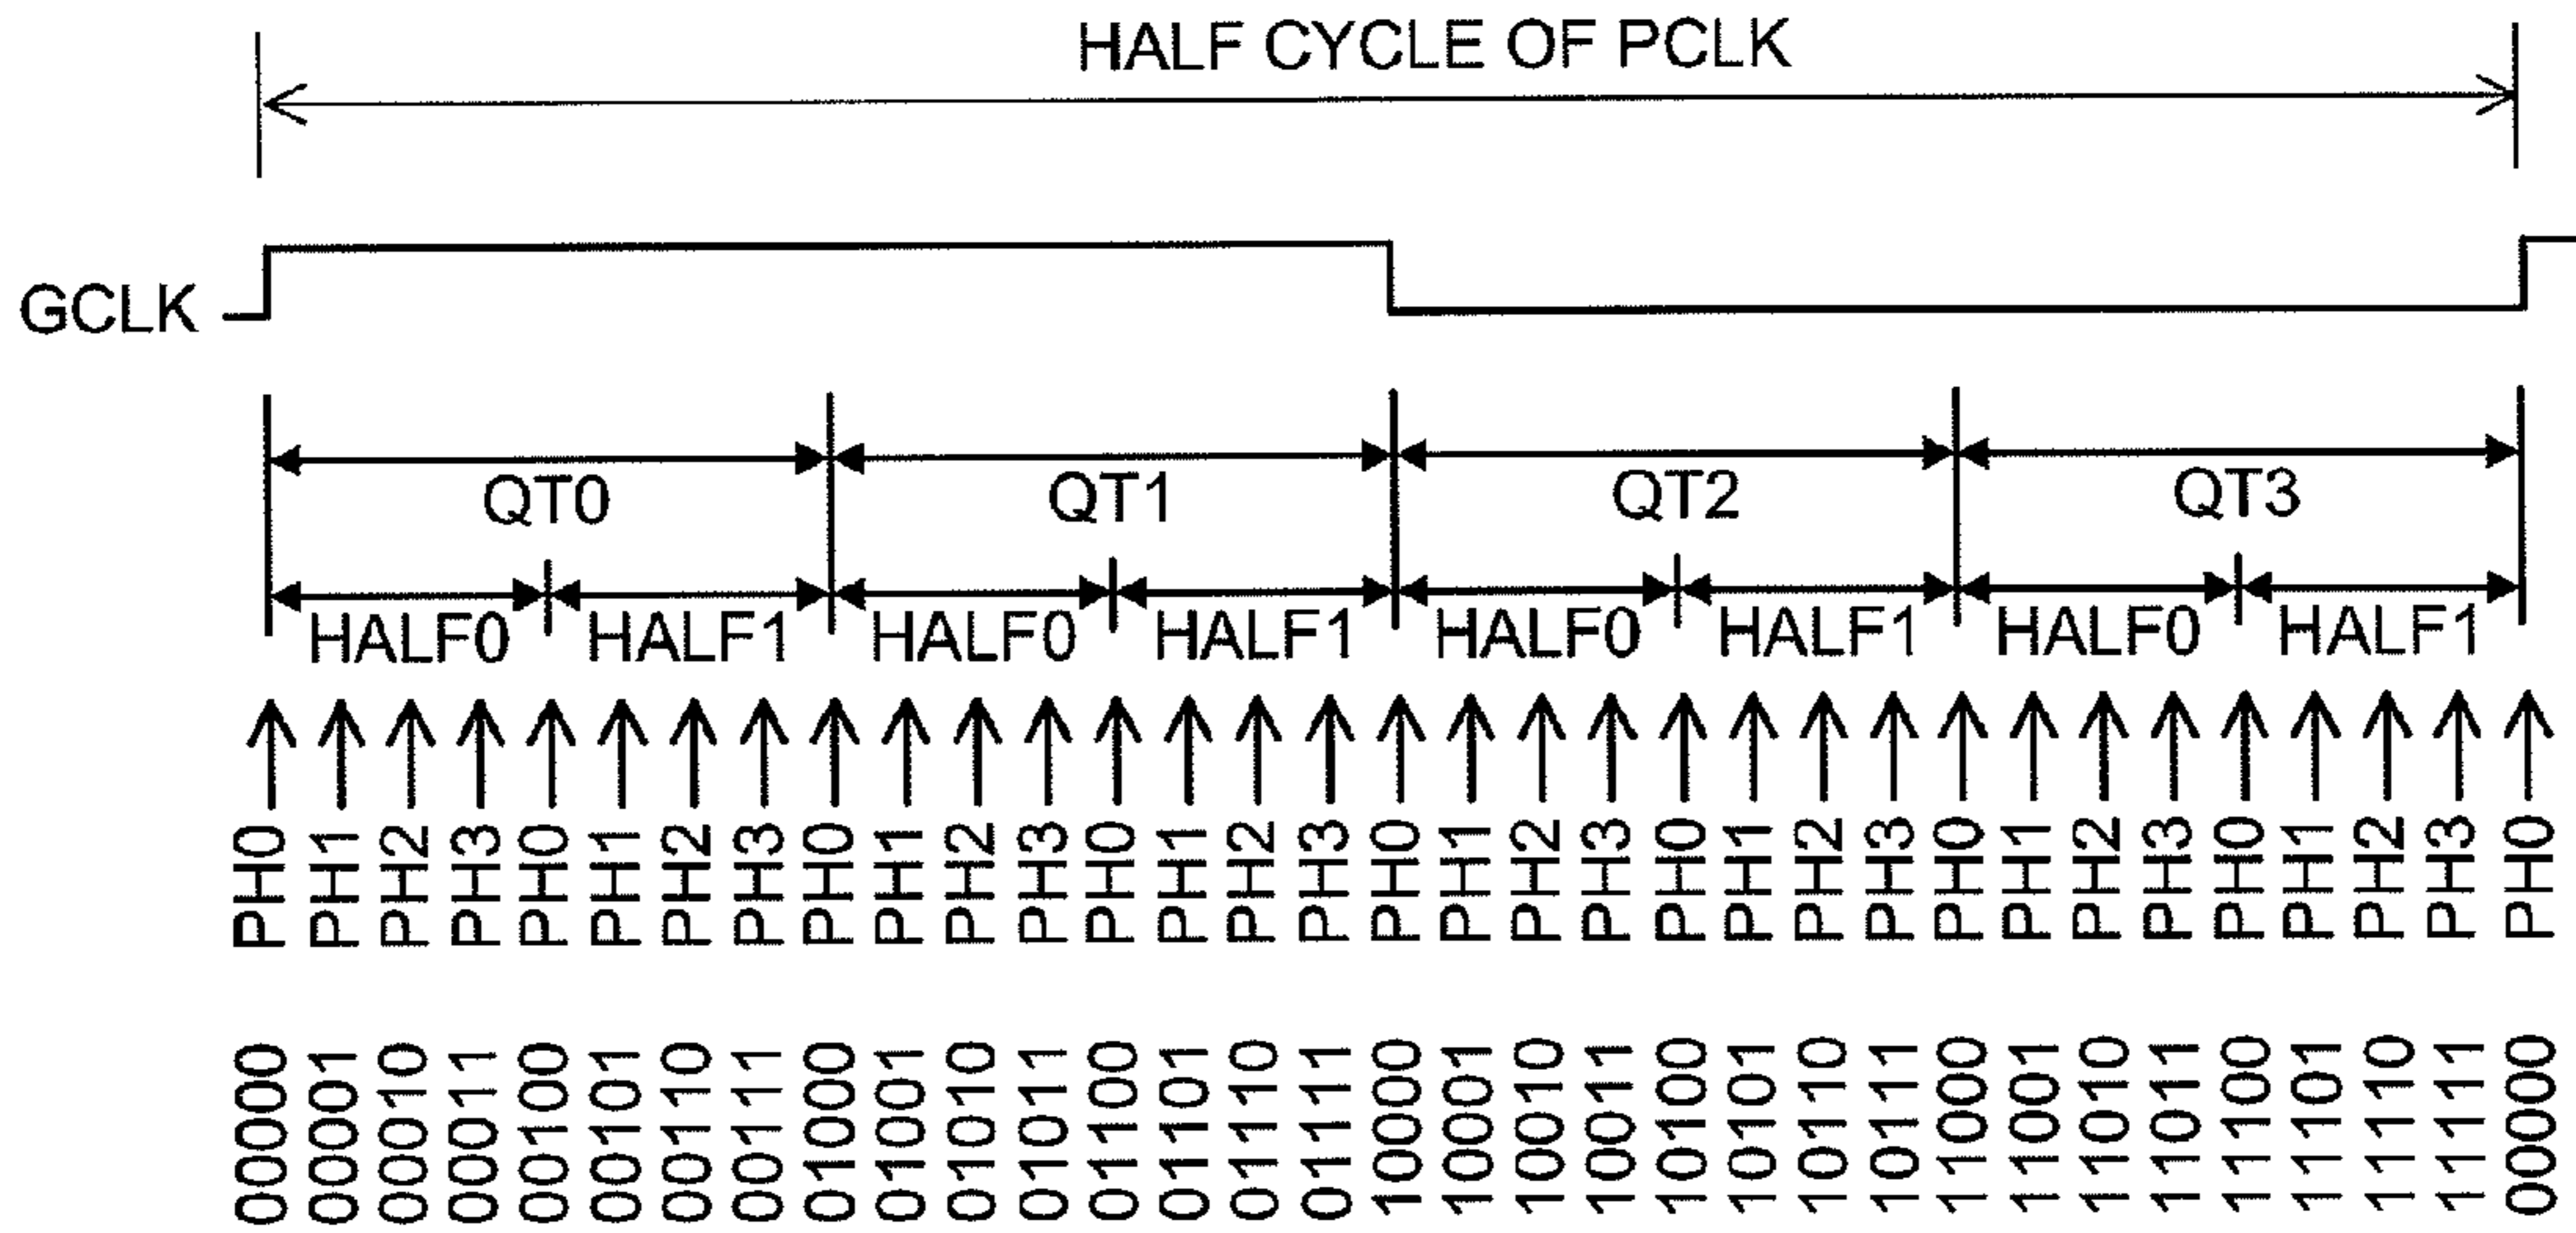 HALF CYCLE OF PCLK
GCLK
QT0 QT1 QT2 QT3
HALF0 HALF1 HALF0 HALF1 HALF0 HALF1 HALF0 HALF1
PH0 PH1 PH2 PH3 PH0 PH1 PH2 PH3 PH0 PH1 PH2 PH3 PH0 PH1 PH2 PH3 PH0 PH1 PH2 PH3 PH0 PH1 PH2 PH3 PH0 PH1 PH2 PH3 PH0 PH1 PH2 PH3 PH0
00000 00001 00010 00011 00100 00101 00110 00111 01000 01001 01010 01011 01100 01101 01110 01111 10000 10001 10010 10011 10100 10101 10110 10111 11000 11001 11010 11011 11100 11101 11110 11111 00000